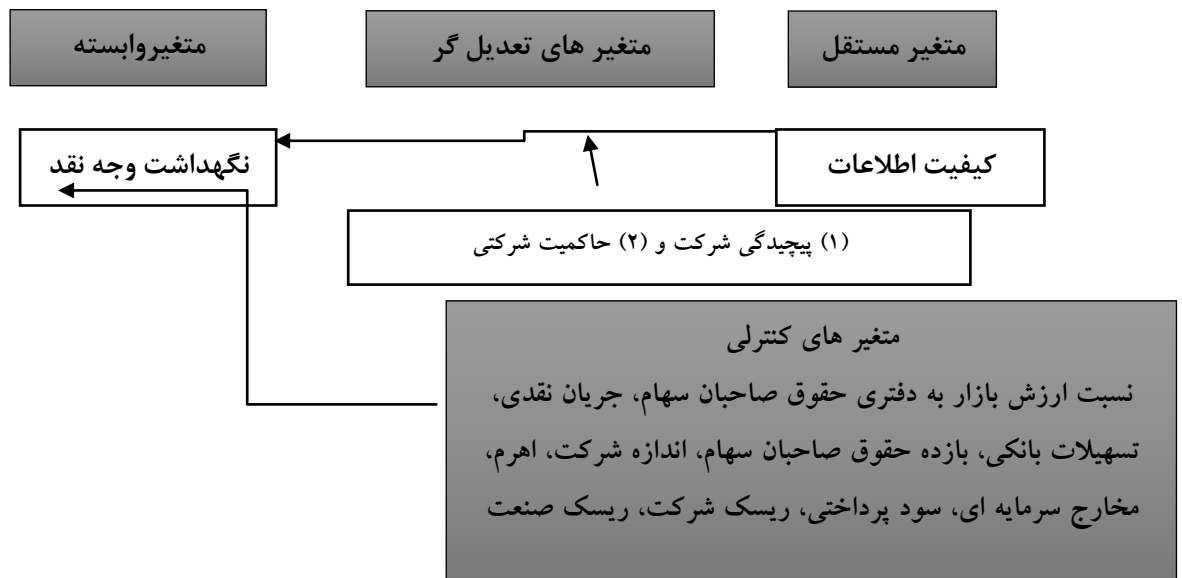 متغیر مستقل
متغیر های تعدیل گر
متغیروابسته
کیفیت اطلاعات
نگهداشت وجه نقد
(۱) پیچیدگی شرکت و (۲) حاکمیت شرکتی
متغیر های کنترلی
نسبت ارزش بازار به دفتری حقوق صاحبان سهام، جریان نقدی،
تسهیلات بانکی، بازده حقوق صاحبان سهام، اندازه شرکت، اهرم،
مخارج سرمایه ای، سود پرداختی، ریسک شرکت، ریسک صنعت